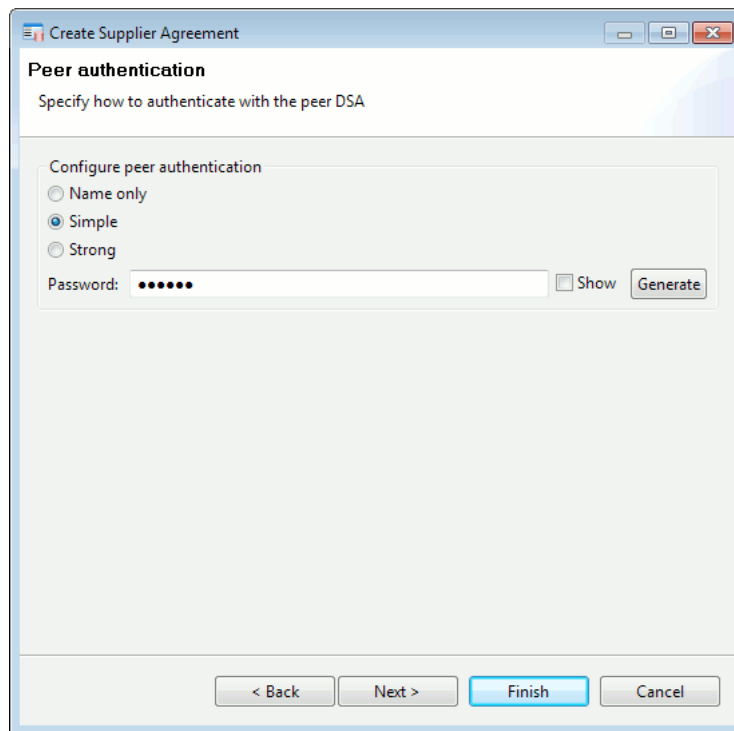 Create Supplier Agreement
Peer authentication
Specify how to authenticate with the peer DSA
Configure peer authentication
Name only
Simple
Strong
Password: ●●●●●● Show Generate
< Back Next > Finish Cancel